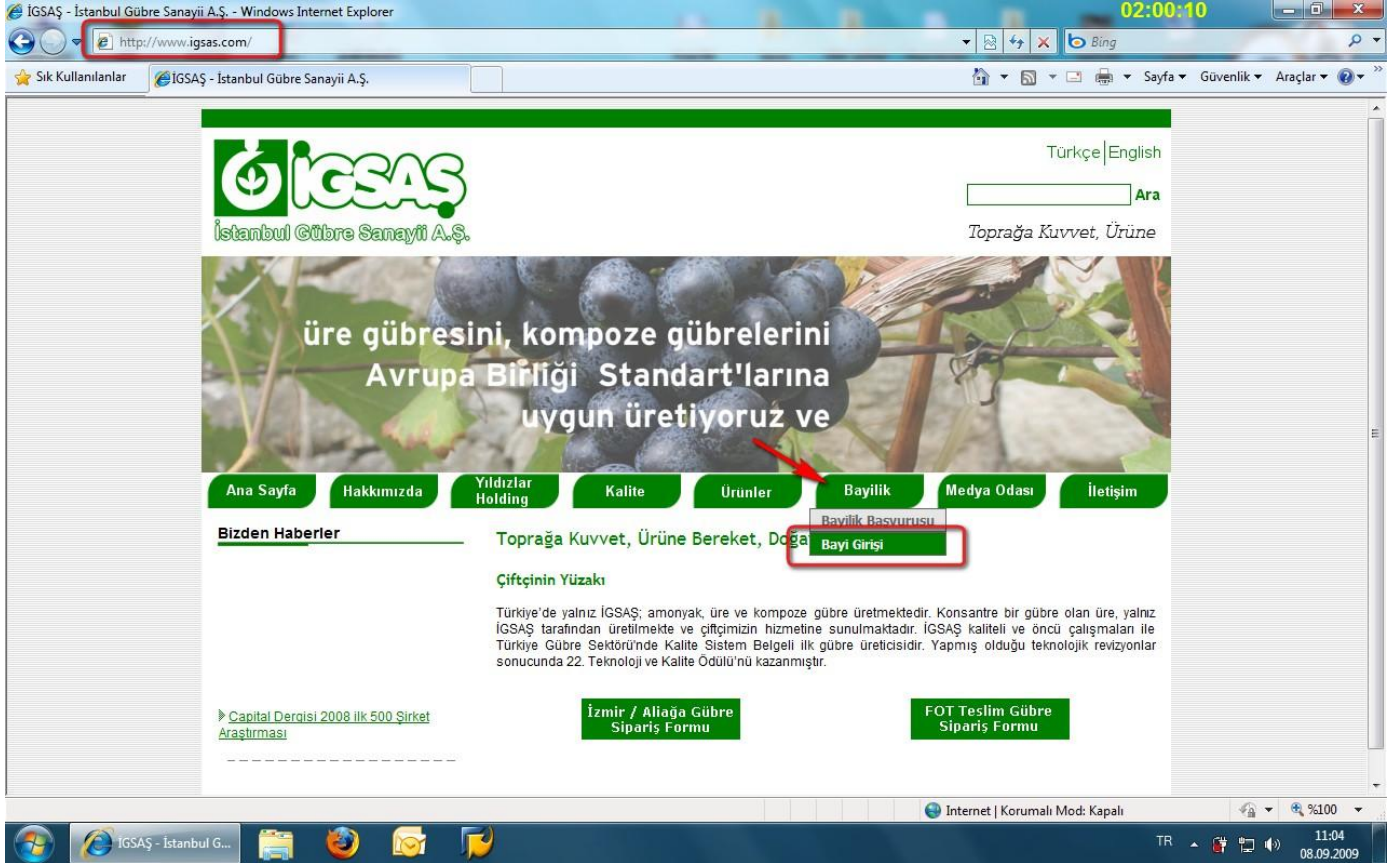 İGSAŞ - İstanbul Gübre Sanayii A.Ş. - Windows Internet Explorer
02:00:10
http://www.igsas.com/
Bing
Sık Kullanılanlar
İGSAŞ - İstanbul Gübre Sanayii A.Ş.
Sayfa
Güvenlik
Araçlar
Türkçe|English
İGSAŞ
İstanbul Gübre Sanayii A.Ş.
Ara
Toprağa Kuvvet, Ürüne
üre gübresini, kompoze gübrelerini
Avrupa Birliği Standart'larına
uygun üretiyoruz ve
Ana Sayfa
Hakkımızda
Yıldızlar
Holding
Kalite
Ürünler
Bayilik
Medya Odası
İletişim
Bayilik Başvurusu
Bayi Girişi
Bizden Haberler
Toprağa Kuvvet, Ürüne Bereket, Doğa
Çiftçinin Yüzakı
Türkiye'de yalnız İGSAŞ; amonyak, üre ve kompoze gübre üretmektedir. Konsantre bir gübre olan üre, yalnız
İGSAŞ tarafından üretilmekte ve çiftçimizin hizmetine sunulmaktadır. İGSAŞ kaliteli ve öncü çalışmaları ile
Türkiye Gübre Sektörü'nde Kalite Sistem Belgeli ilk gübre üreticisidir. Yapmış olduğu teknolojik revizyonlar
sonucunda 22. Teknoloji ve Kalite Ödülü'nü kazanmıştır.
Capital Dergisi 2008 ilk 500 Şirket
Araştırması
İzmir / Aliağa Gübre
Sipariş Formu
FOT Teslim Gübre
Sipariş Formu
Internet | Korumalı Mod: Kapalı
%100
İGSAŞ - İstanbul G...
TR
11:04
08.09.2009